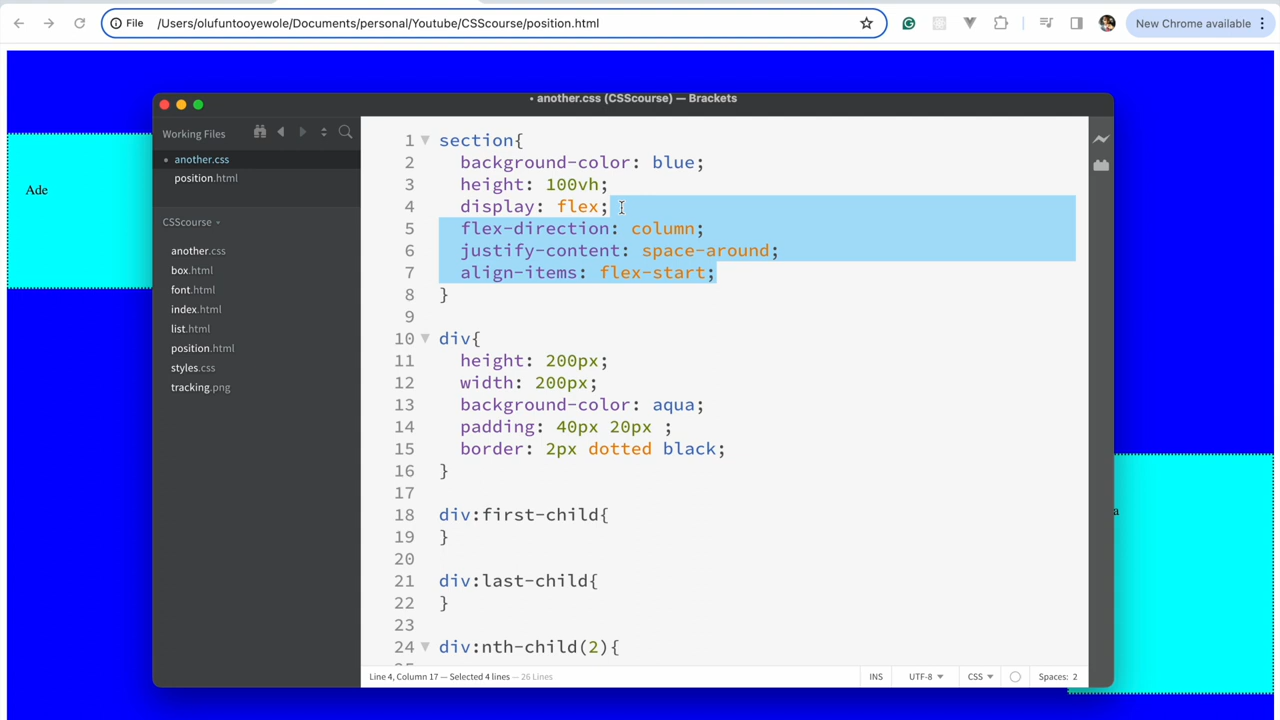 File /Users/olufuntooyewole/Documents/personal/Youtube/CSScourse/position.html
New Chrome available
• another.css (CSScourse) — Brackets
Working Files
another.css
position.html
CSScourse
another.css
box.html
font.html
index.html
list.html
position.html
styles.css
tracking.png
1 section{
2 background-color: blue;
3 height: 100vh;
4 display: flex;
5 flex-direction: column;
6 justify-content: space-around;
7 align-items: flex-start;
8 }
9
10 div{
11 height: 200px;
12 width: 200px;
13 background-color: aqua;
14 padding: 40px 20px ;
15 border: 2px dotted black;
16 }
17
18 div:first-child{
19 }
20
21 div:last-child{
22 }
23
24 div:nth-child(2){
Line 4, Column 17 — Selected 4 lines — 26 Lines
INS
UTF-8
CSS
Spaces: 2
Ade
a